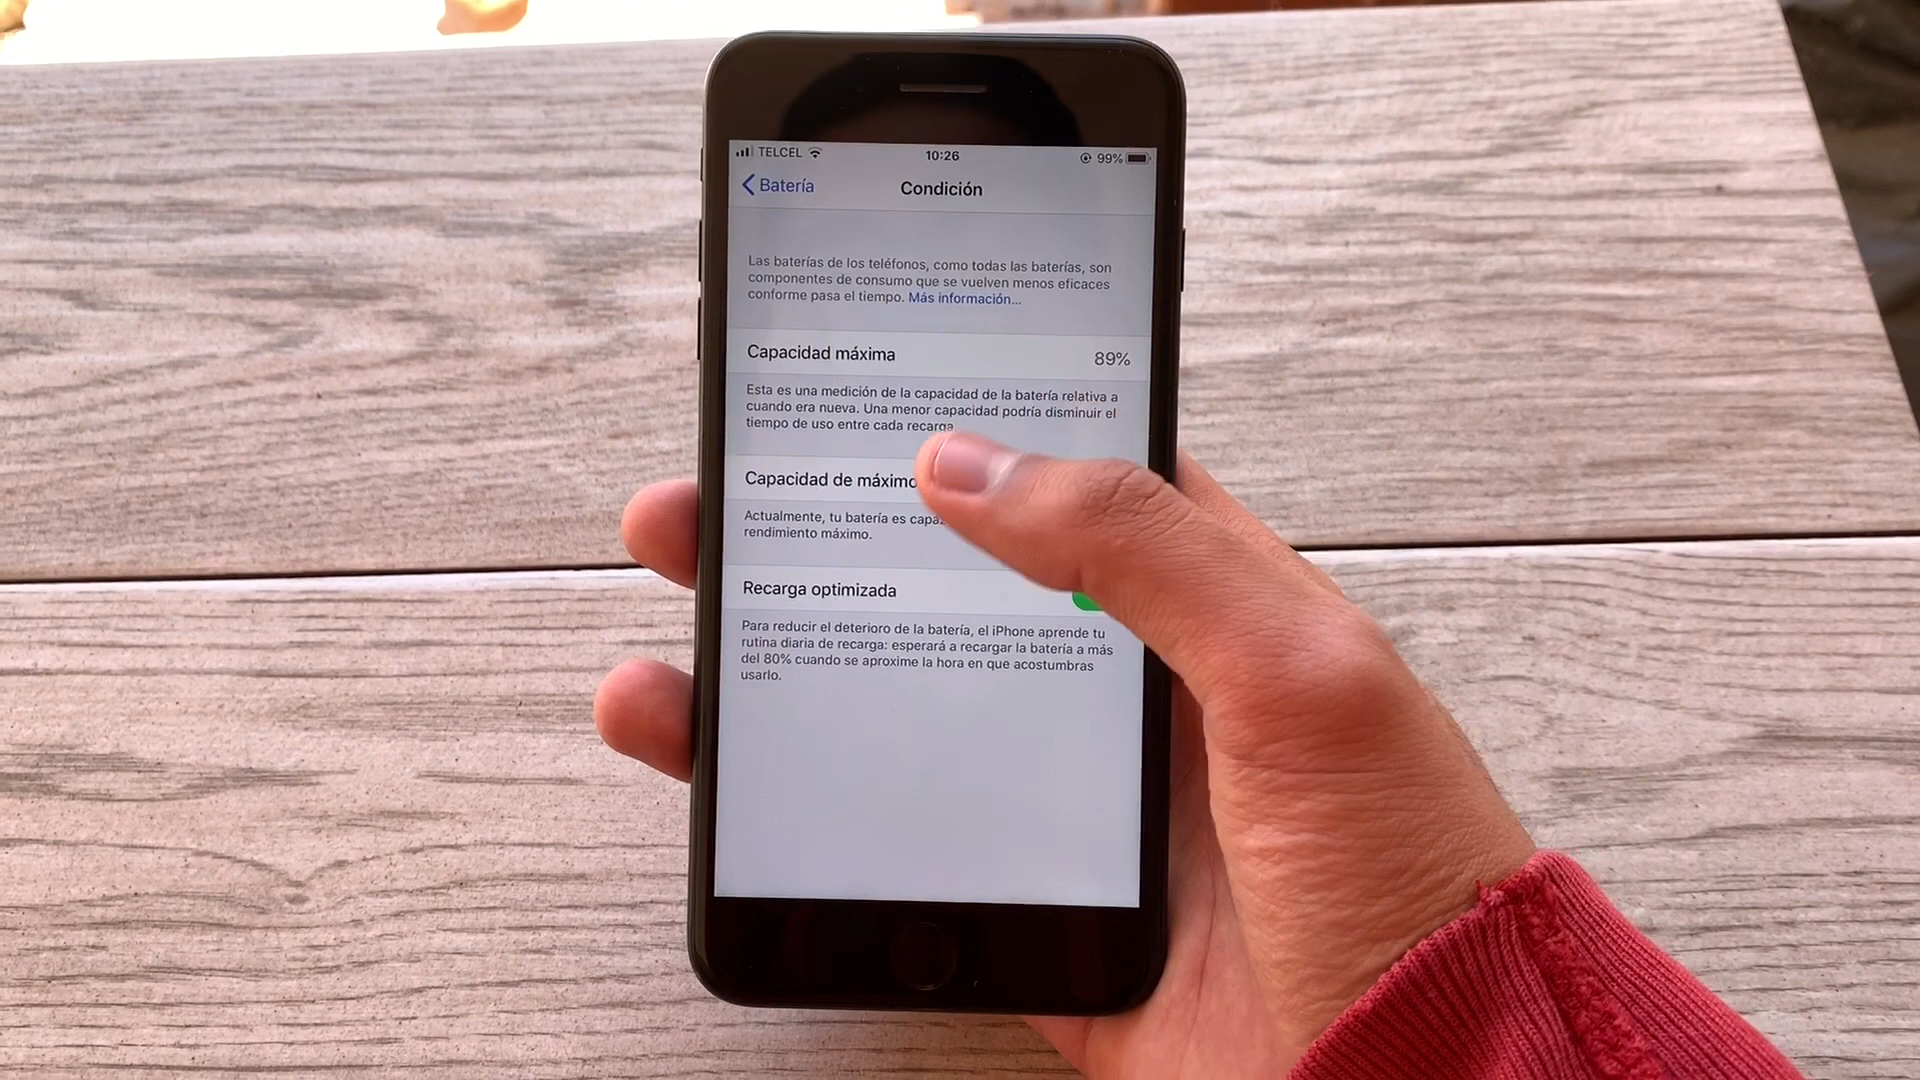 TELCEL 10:26 99%
Batería Condición
Las baterías de los teléfonos, como todas las baterías, son
componentes de consumo que se vuelven menos eficaces
conforme pasa el tiempo. Más información...
Capacidad máxima 89%
Esta es una medición de la capacidad de la batería relativa a
cuando era nueva. Una menor capacidad podría disminuir el
tiempo de uso entre cada recarga.
Capacidad de máximo
Actualmente, tu batería es capaz
rendimiento máximo.
Recarga optimizada
Para reducir el deterioro de la batería, el iPhone aprende tu
rutina diaria de recarga: esperará a recargar la batería a más
del 80% cuando se aproxime la hora en que acostumbras
usarlo.